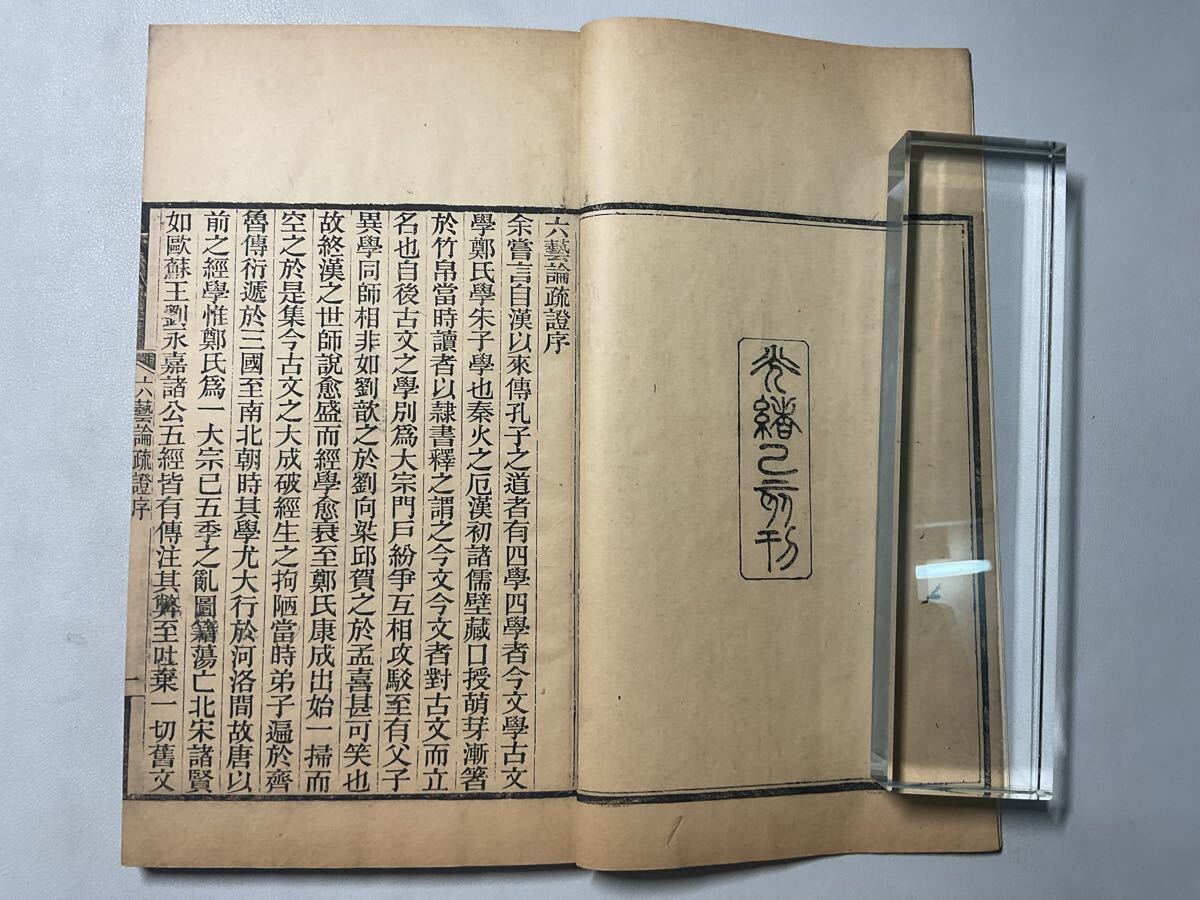 光緒己亥刊
六藝論疏證序
余嘗言自漢以來傳孔子之道者有四學四學者今文學古文
學鄭氏學朱子學也秦火之厄漢初諸儒壁藏口授萌芽漸箸
於竹帛當時讀者以隷書釋之謂之今文今文者對古文而立
名也自後古文之學別爲大宗門戸紛爭互相攻駁至有父子
異學同師相非如劉歆之於劉向梁邱賀之於孟喜甚可笑也
故終漢之世師說愈盛而經學愈衰至鄭氏康成出始一掃而
空之於是集今古文之大成破經生之拘陋當時弟子遍於齊
魯傳衍遞於三國至南北朝時其學尤大行於河洛間故唐以
前之經學惟鄭氏爲一大宗已五季之亂圖籍蕩亡北宋諸賢
如歐蘇王劉永嘉諸公五經皆有傳注其弊至吐棄一切舊文
六藝論疏證序
一